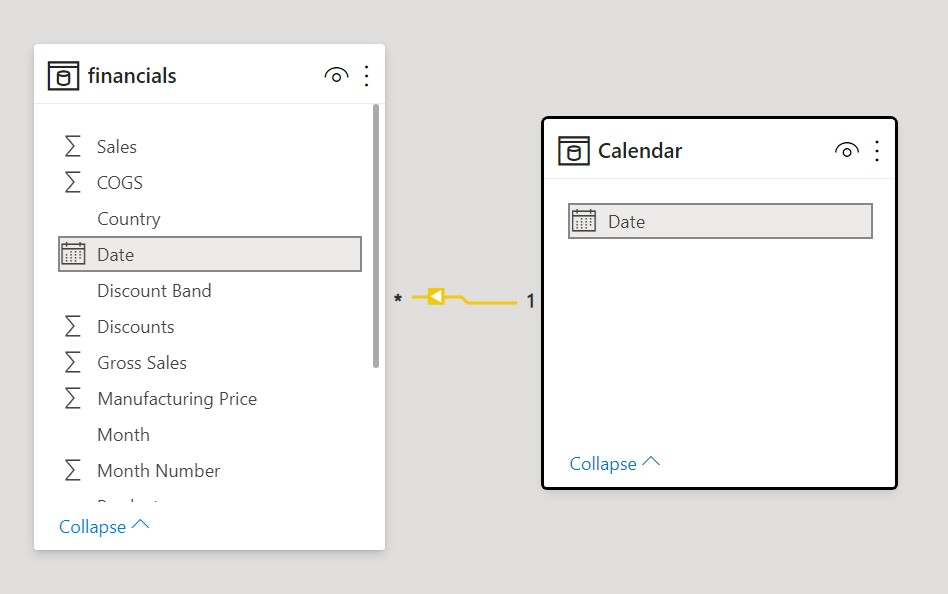 financials
Sales
COGS
Country
Date
Discount Band
Discounts
Gross Sales
Manufacturing Price
Month
Month Number
Collapse
* 1
Calendar
Date
Collapse